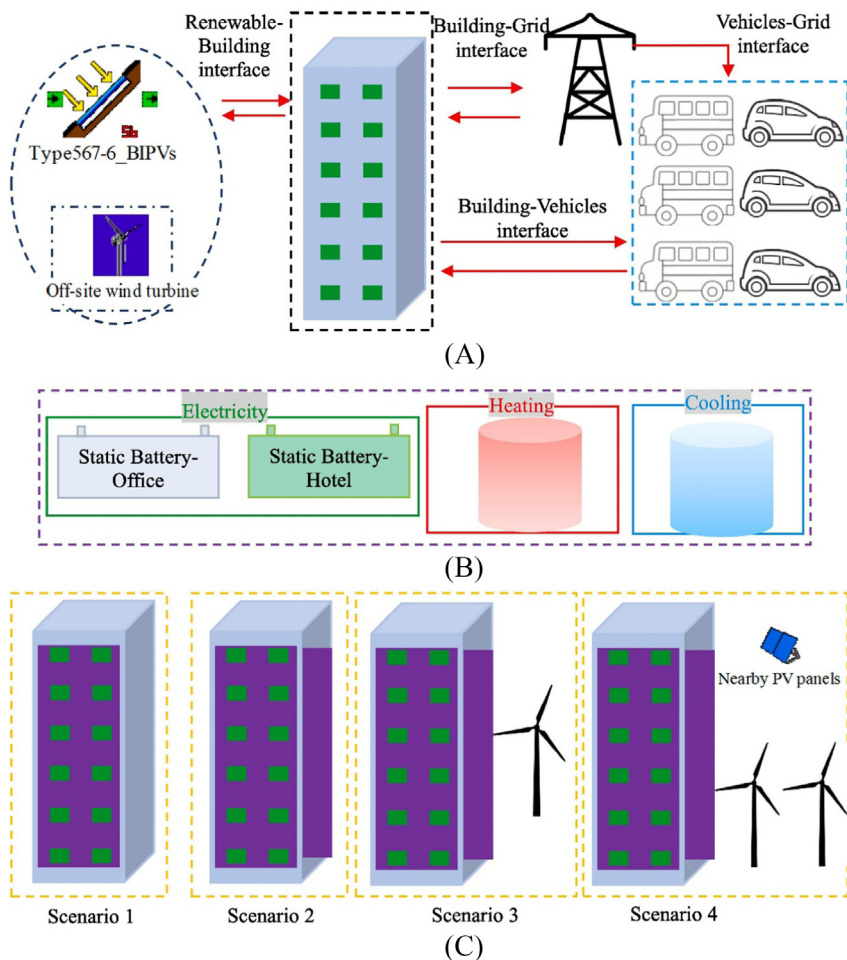 Renewable-
Building
interface
Building-Grid
interface
Vehicles-Grid
interface
Type567-6_BIPVs
Off-site wind turbine
Building-Vehicles
interface
(A)
Electricity
Heating
Cooling
Static Battery-
Office
Static Battery-
Hotel
(B)
Nearby PV panels
Scenario 1
Scenario 2
Scenario 3
Scenario 4
(C)